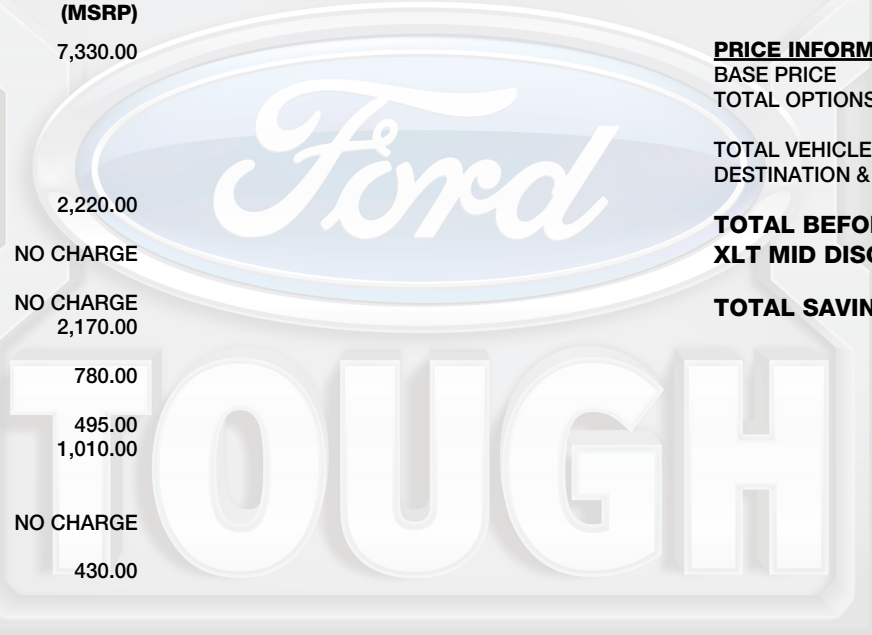 (MSRP)
7,330.00
2,220.00
NO CHARGE
NO CHARGE
2,170.00
780.00
495.00
1,010.00
NO CHARGE
430.00
PRICE INFORM
BASE PRICE
TOTAL OPTIONS
TOTAL VEHICLE
DESTINATION &
TOTAL BEFO
XLT MID DISC
TOTAL SAVIN
Ford
TOUGH